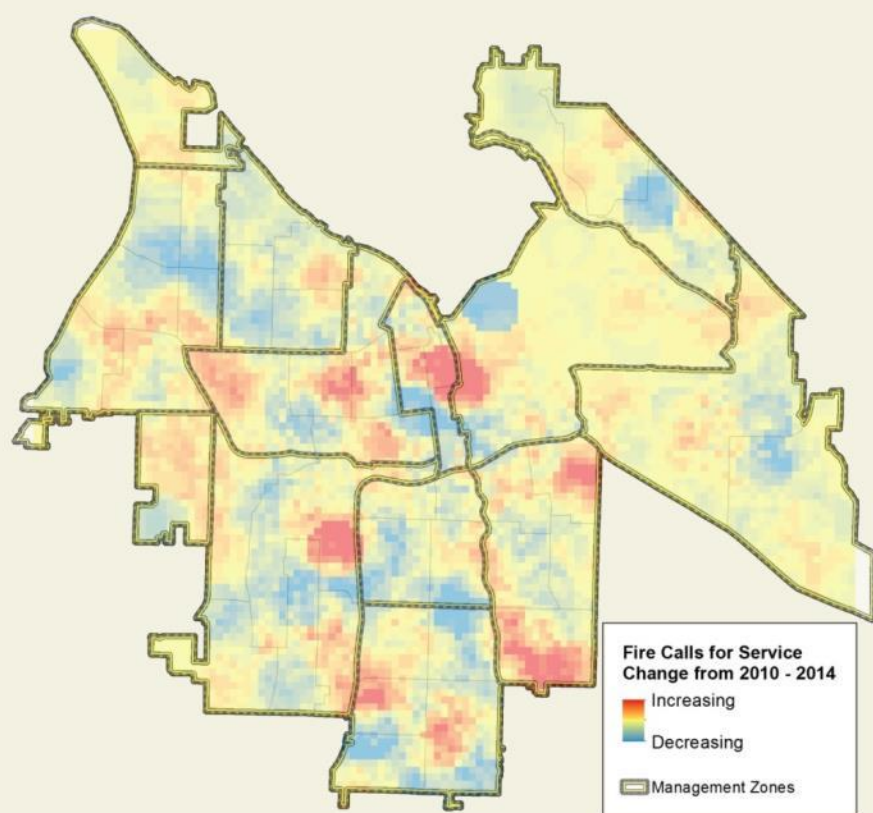 Fire Calls for Service
Change from 2010 - 2014
Increasing
Decreasing
Management Zones